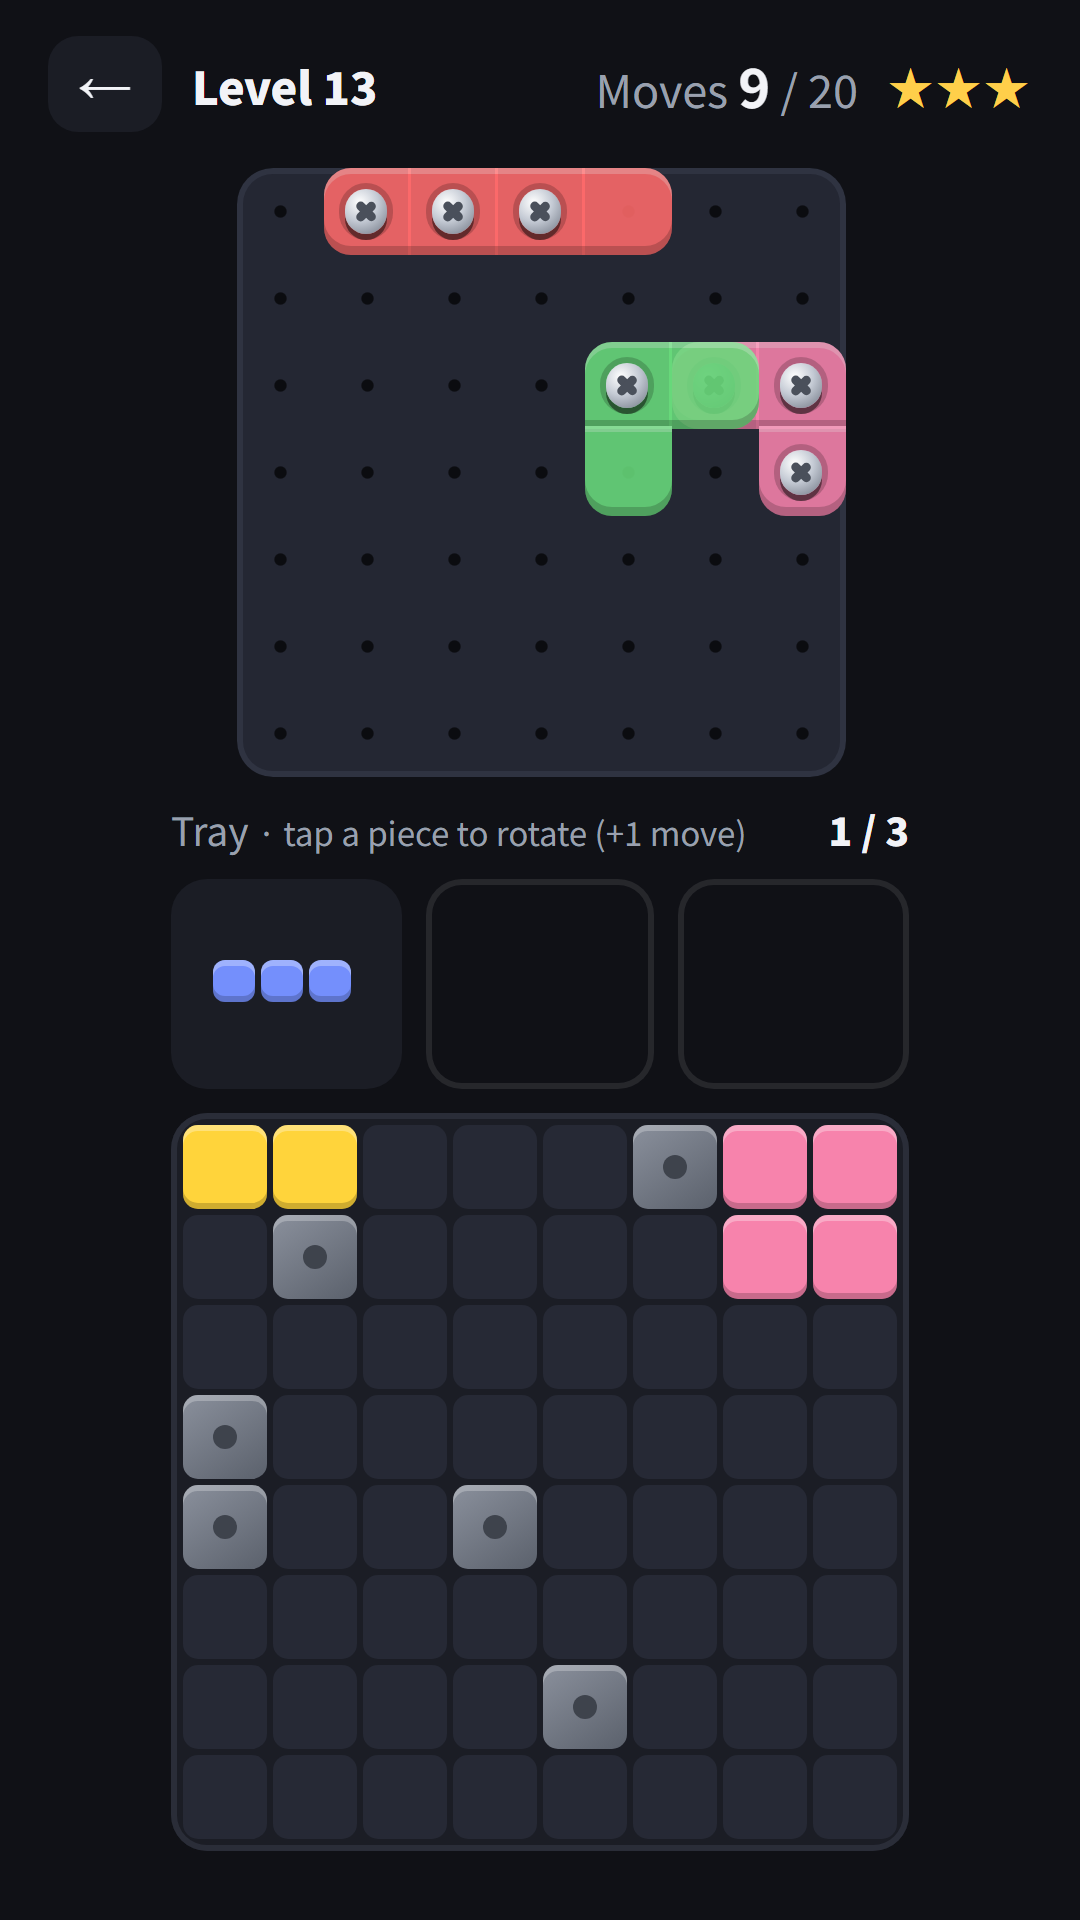 ← Level 13 Moves 9 / 20 ★★★
Tray · tap a piece to rotate (+1 move) 1 / 3